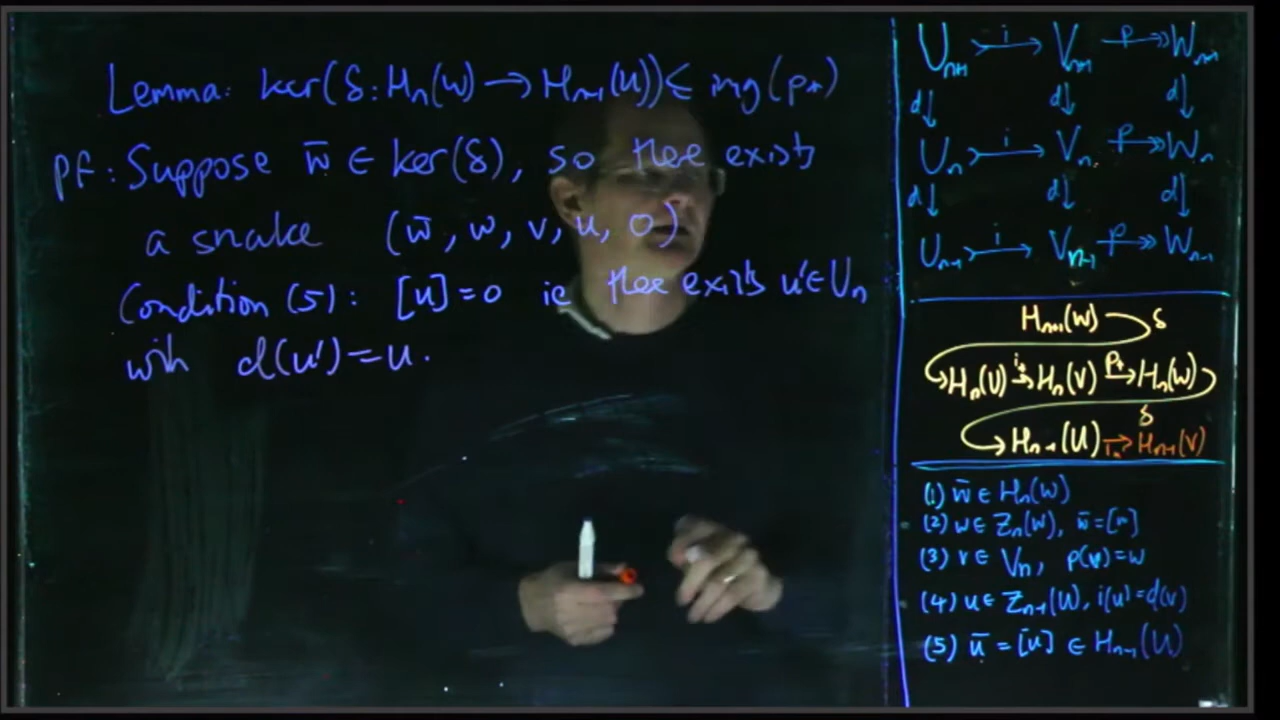 Lemma: ker(δ: Hn(W) → Hn-1(U)) ≤ img(p*)
Pf: Suppose w̄ ∈ ker(δ), so there exists
a snake (w̄, w, v, u, 0)
Condition (5): [u]=0 ie there exists u'∈Un
with d(u')=u.
Un+1 ↣ i Vn+1 p ↠ Wn+1
d↓ d↓ d↓
Un ↣ i Vn p ↠ Wn
d↓ d↓ d↓
Un-1 ↣ i Vn-1 p ↠ Wn-1
Hn+1(W) δ
Hn(U) i* → Hn(V) p* → Hn(W)
δ
Hn-1(U) → i* Hn-1(V)
(1) w̄ ∈ Hn(W)
(2) w ∈ Zn(W), w̄=[w]
(3) v ∈ Vn, p(v)=w
(4) u ∈ Zn-1(U), i(u)=d(v)
(5) ū = [u] ∈ Hn-1(U)